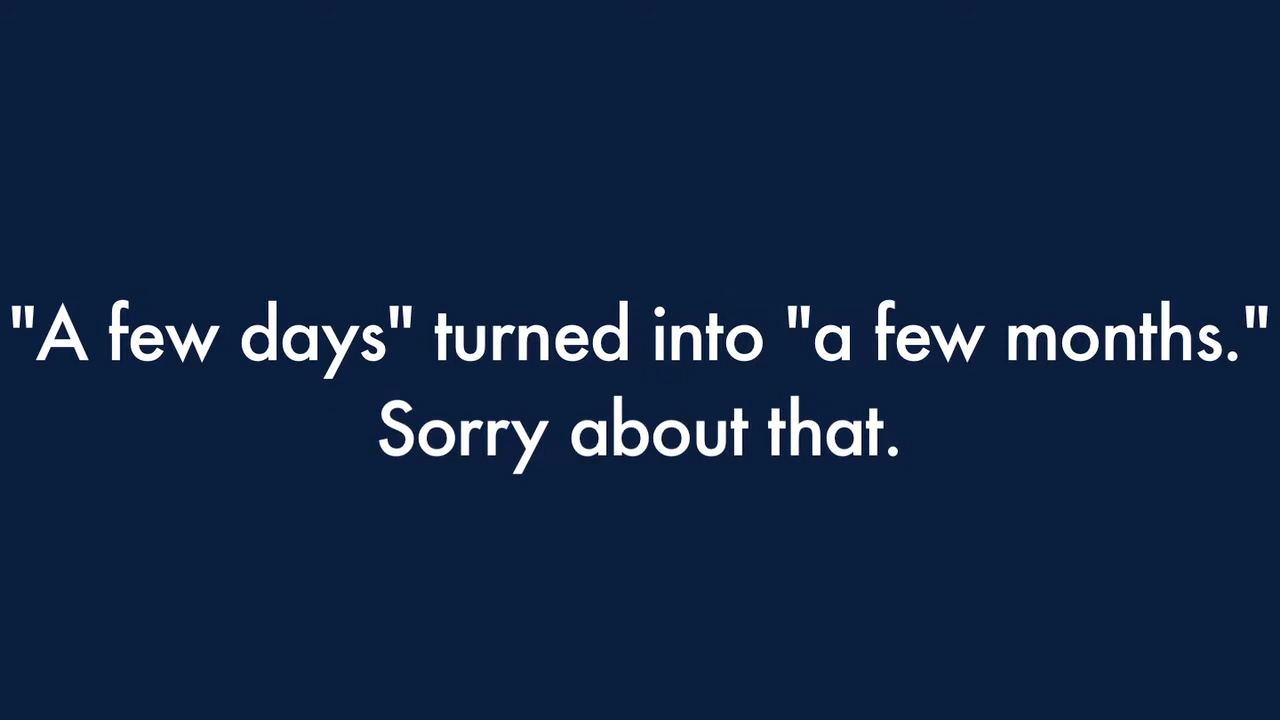 "A few days" turned into "a few months."
Sorry about that.